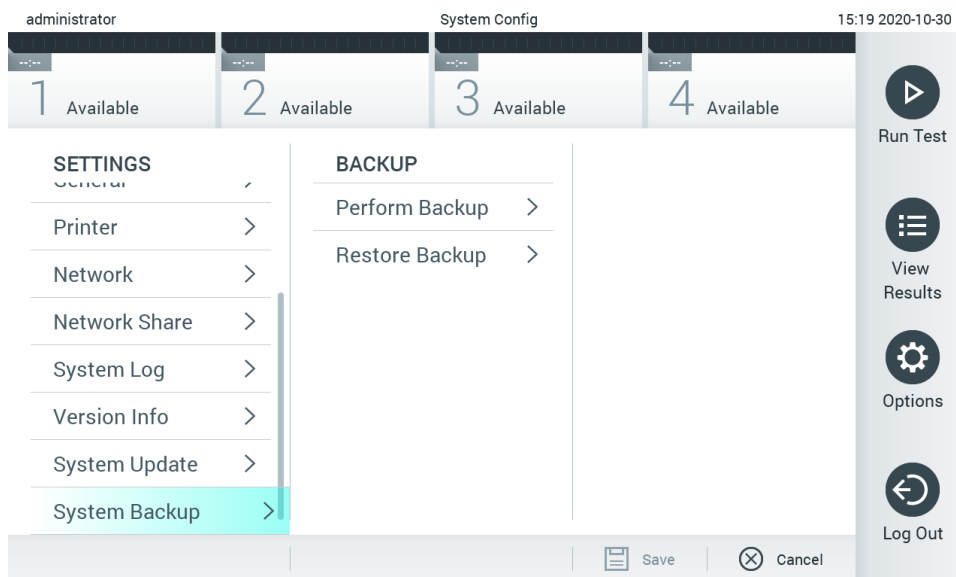 administrator
System Config
15:19 2020-10-30
--:--
--:--
--:--
--:--
1 Available
2 Available
3 Available
4 Available
Run Test
View
Results
Options
Log Out
SETTINGS
General
Printer
Network
Network Share
System Log
Version Info
System Update
System Backup
BACKUP
Perform Backup
Restore Backup
Save
Cancel